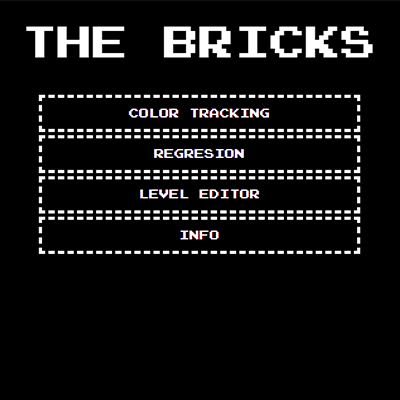 THE BRICKS
COLOR TRACKING
REGRESION
LEVEL EDITOR
INFO